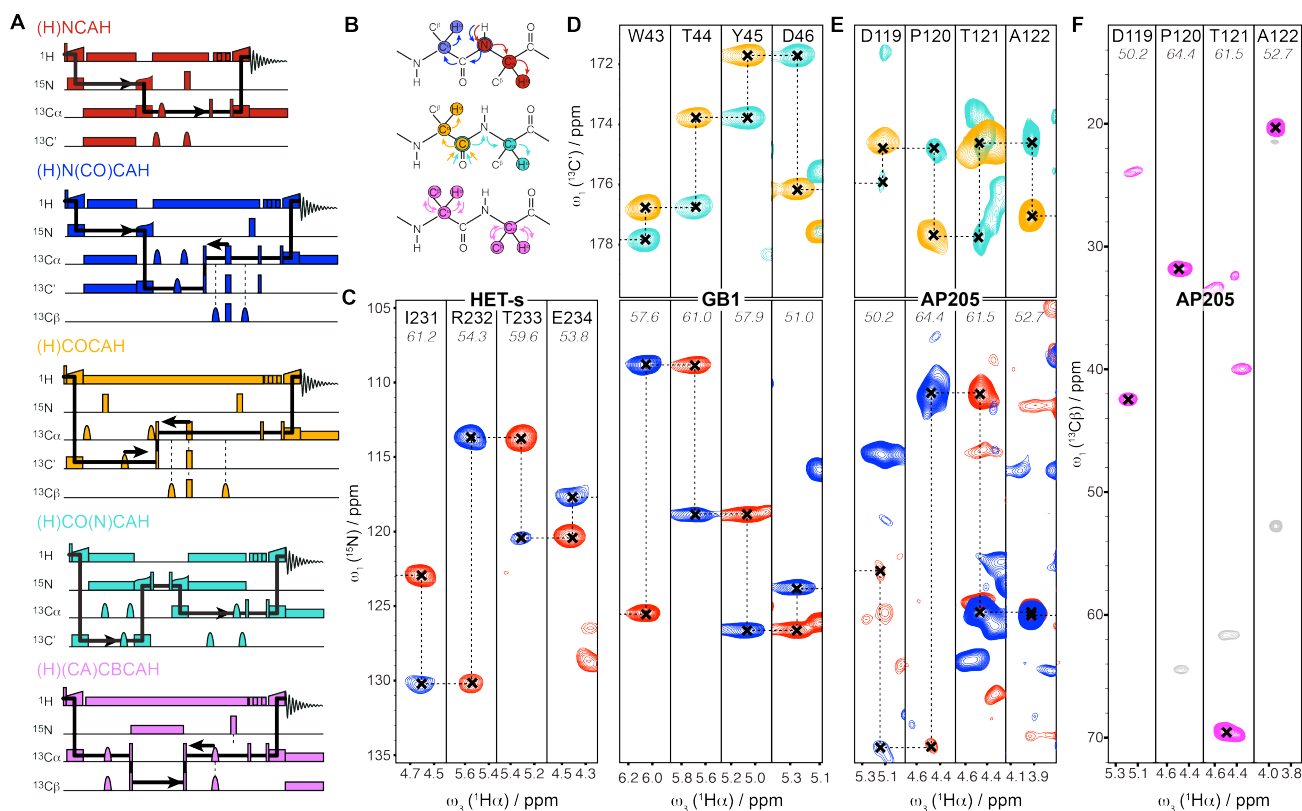 A
(H)NCAH
1H
15N
13Cα
13C'
(H)N(CO)CAH
1H
15N
13Cα
13C'
13Cβ
(H)COCAH
1H
15N
13Cα
13C'
13Cβ
(H)CO(N)CAH
1H
15N
13Cα
13C'
(H)(CA)CBCAH
1H
15N
13Cα
13Cβ
B
C
HET-s
I231 R232 T233 E234
61.2 54.3 59.6 53.8
ω1 (15N) / ppm
105
110
115
120
125
130
135
4.7 4.5 5.6 5.4 5.4 5.2 4.5 4.3
ω3 (1Hα) / ppm
D
W43 T44 Y45 D46
ω1 (13C') / ppm
172
174
176
178
GB1
57.6 61.0 57.9 51.0
6.2 6.0 5.8 5.6 5.2 5.0 5.3 5.1
ω3 (1Hα) / ppm
E
D119 P120 T121 A122
AP205
50.2 64.4 61.5 52.7
5.3 5.1 4.6 4.4 4.6 4.4 4.1 3.9
ω3 (1Hα) / ppm
F
D119 P120 T121 A122
50.2 64.4 61.5 52.7
AP205
ω1 (13Cβ) / ppm
20
30
40
50
60
70
5.3 5.1 4.6 4.4 4.6 4.4 4.0 3.8
ω3 (1Hα) / ppm